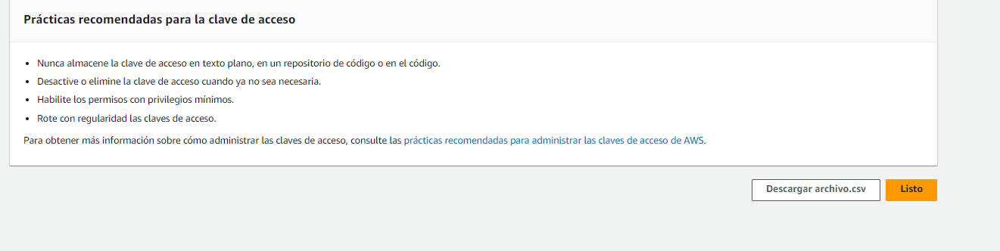 Prácticas recomendadas para la clave de acceso
Nunca almacene la clave de acceso en texto plano, en un repositorio de código o en el código.
Desactive o elimine la clave de acceso cuando ya no sea necesaria.
Habilite los permisos con privilegios mínimos.
Rote con regularidad las claves de acceso.
Para obtener más información sobre cómo administrar las claves de acceso, consulte las prácticas recomendadas para administrar las claves de acceso de AWS.
Descargar archivo.csv
Listo